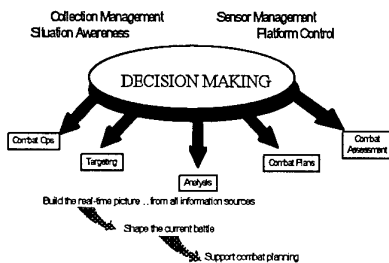 Collection Management Sensor Management
Situation Awareness Platform Control
DECISION MAKING
Combat Ops
Targeting
Analysis
Combat Plans
Combat
Assessment
Build the real-time picture . . from all information sources
Shape the current battle
Support combat planning